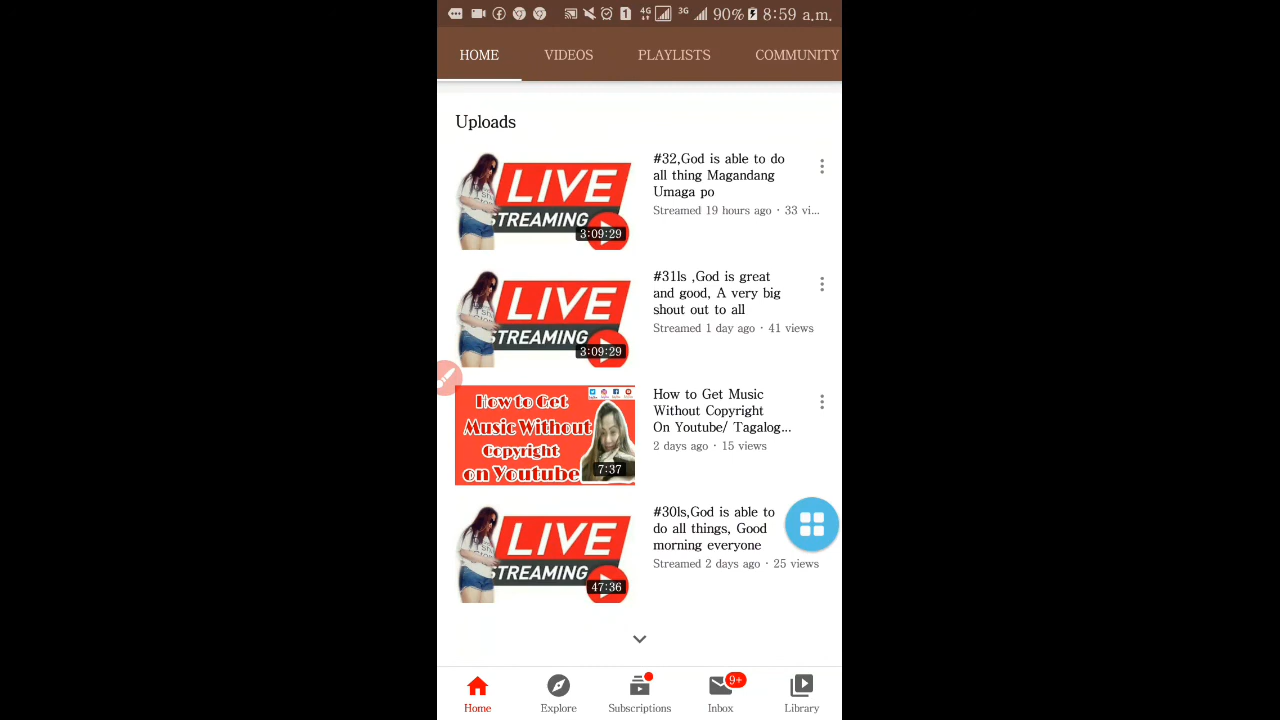 4G 3G 90% 8:59 a.m.
HOME VIDEOS PLAYLISTS COMMUNITY
Uploads
LIVE
STREAMING
3:09:29
#32,God is able to do
all thing Magandang
Umaga po
Streamed 19 hours ago · 33 vi...
LIVE
STREAMING
3:09:29
#31ls ,God is great
and good, A very big
shout out to all
Streamed 1 day ago · 41 views
How to Get
Music Without
Copyright
on Youtube
7:37
How to Get Music
Without Copyright
On Youtube/ Tagalog...
2 days ago · 15 views
LIVE
STREAMING
47:36
#30ls,God is able to
do all things, Good
morning everyone
Streamed 2 days ago · 25 views
9+
Home Explore Subscriptions Inbox Library